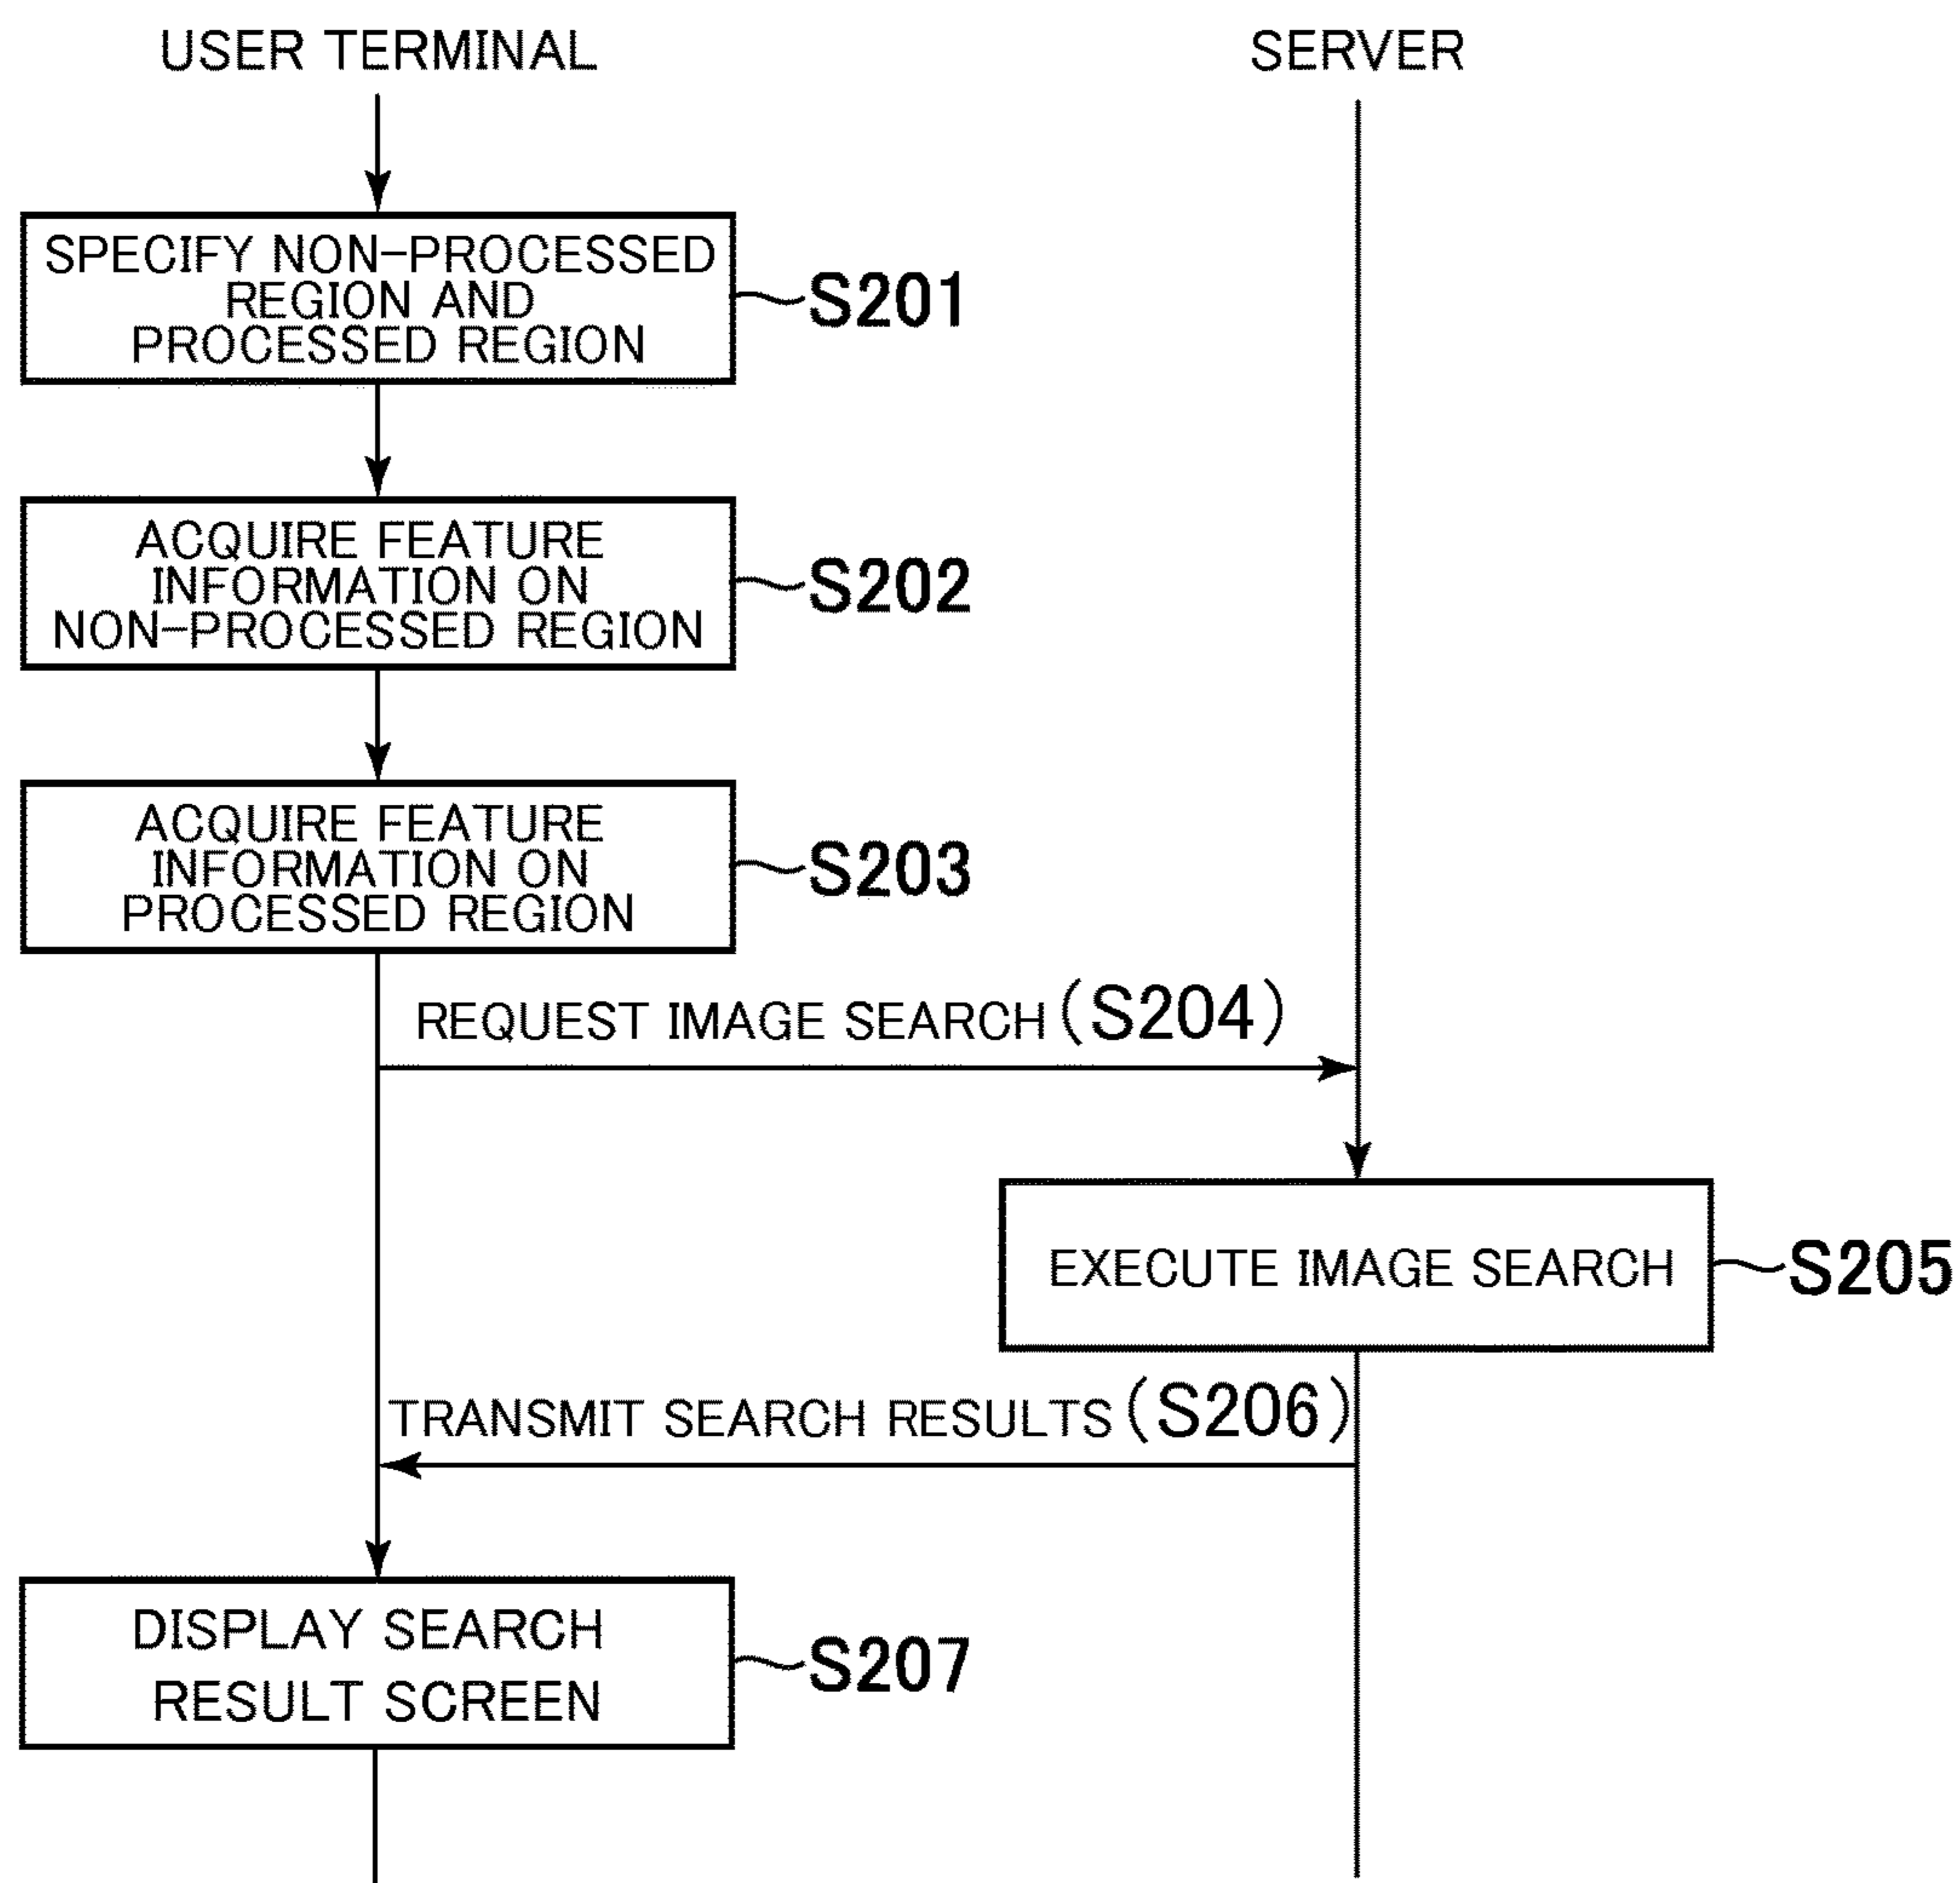 USER TERMINAL
SERVER
SPECIFY NON-PROCESSED
REGION AND
PROCESSED REGION
S201
ACQUIRE FEATURE
INFORMATION ON
NON-PROCESSED REGION
S202
ACQUIRE FEATURE
INFORMATION ON
PROCESSED REGION
S203
REQUEST IMAGE SEARCH (S204)
EXECUTE IMAGE SEARCH
S205
TRANSMIT SEARCH RESULTS (S206)
DISPLAY SEARCH
RESULT SCREEN
S207